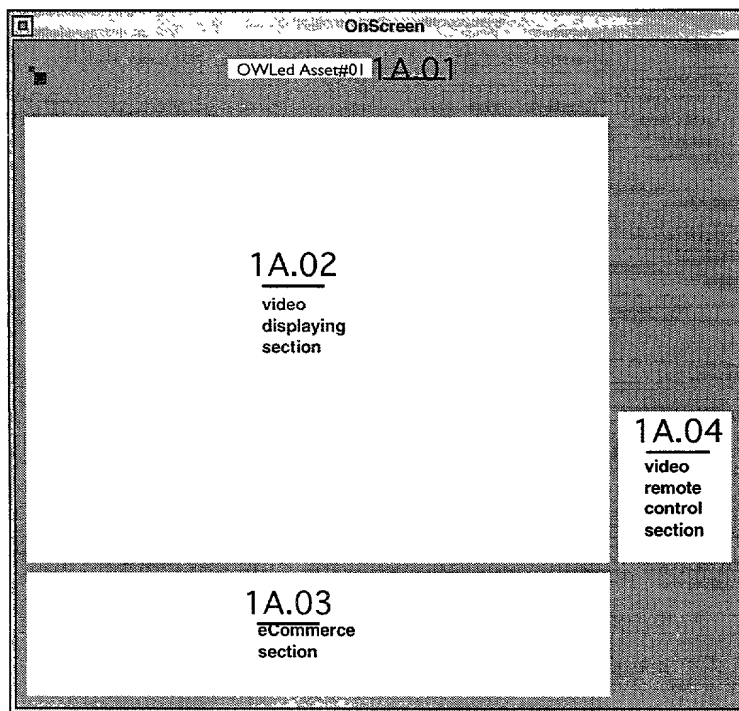 OnScreen
OWLed Asset#01 1A.01
1A.02
video
displaying
section
1A.04
video
remote
control
section
1A.03
eCommerce
section